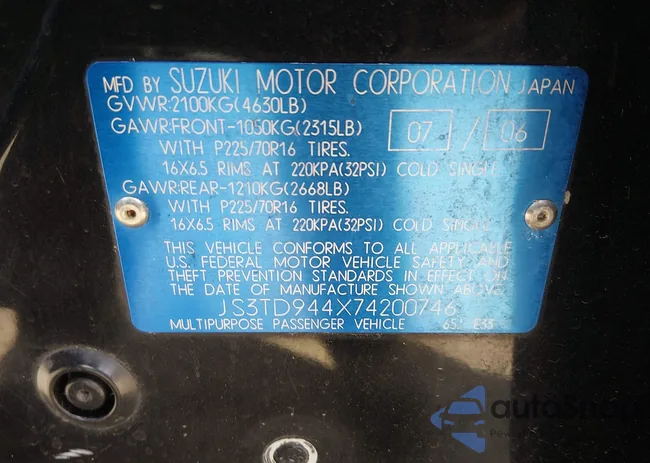 MFD BY SUZUKI MOTOR CORPORATION JAPAN
GVWR:2100KG(4630LB)
GAWR:FRONT-1050KG(2315LB) 07 / 06
WITH P225/70R16 TIRES.
16X6.5 RIMS AT 220KPA(32PSI) COLD SINGLE
GAWR:REAR-1210KG(2668LB)
WITH P225/70R16 TIRES.
16X6.5 RIMS AT 220KPA(32PSI) COLD SINGLE
THIS VEHICLE CONFORMS TO ALL APPLICABLE
U.S. FEDERAL MOTOR VEHICLE SAFETY AND
THEFT PREVENTION STANDARDS IN EFFECT ON
THE DATE OF MANUFACTURE SHOWN ABOVE.
JS3TD944X74200746
MULTIPURPOSE PASSENGER VEHICLE 65J E33